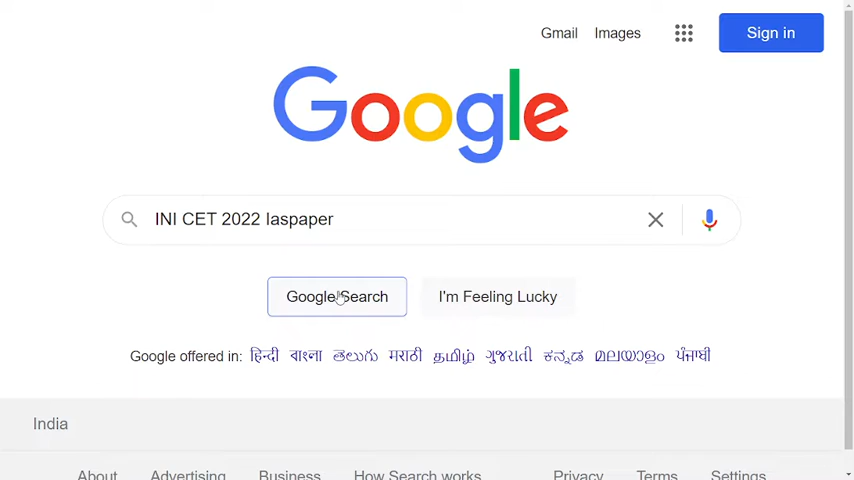 Gmail Images Sign in
Google
INI CET 2022 Iaspaper
Google Search I'm Feeling Lucky
Google offered in: हिन्दी বাংলা తెలుగు मराठी தமிழ் ગુજરાતી ಕನ್ನಡ മലയാളം ਪੰਜਾਬੀ
India
About Advertising Business How Search works Privacy Terms Settings